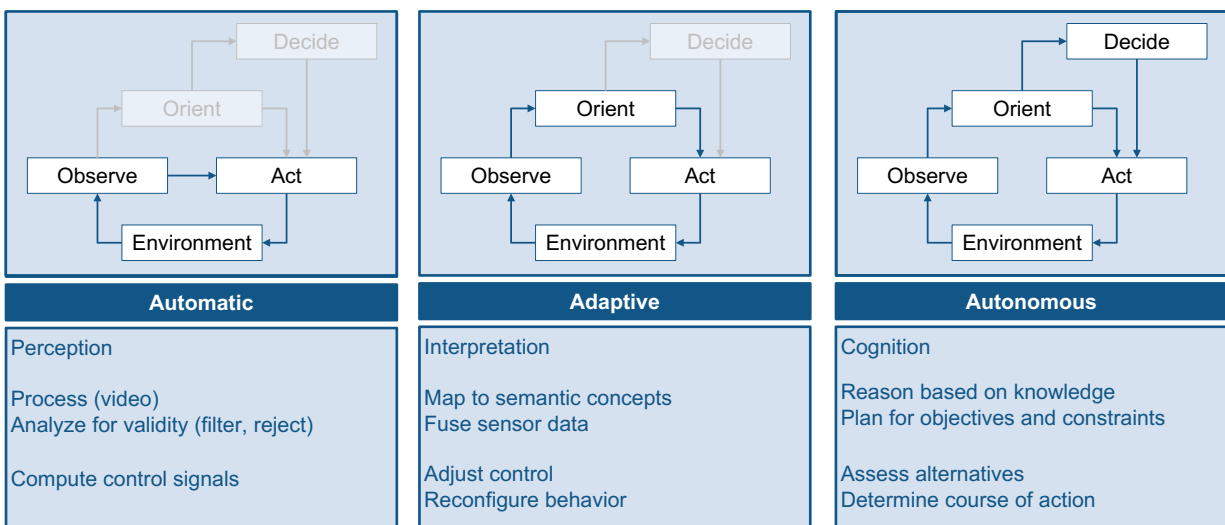 Decide
Orient
Observe
Act
Environment
Automatic
Perception
Process (video)
Analyze for validity (filter, reject)
Compute control signals
Decide
Orient
Observe
Act
Environment
Adaptive
Interpretation
Map to semantic concepts
Fuse sensor data
Adjust control
Reconfigure behavior
Decide
Orient
Observe
Act
Environment
Autonomous
Cognition
Reason based on knowledge
Plan for objectives and constraints
Assess alternatives
Determine course of action